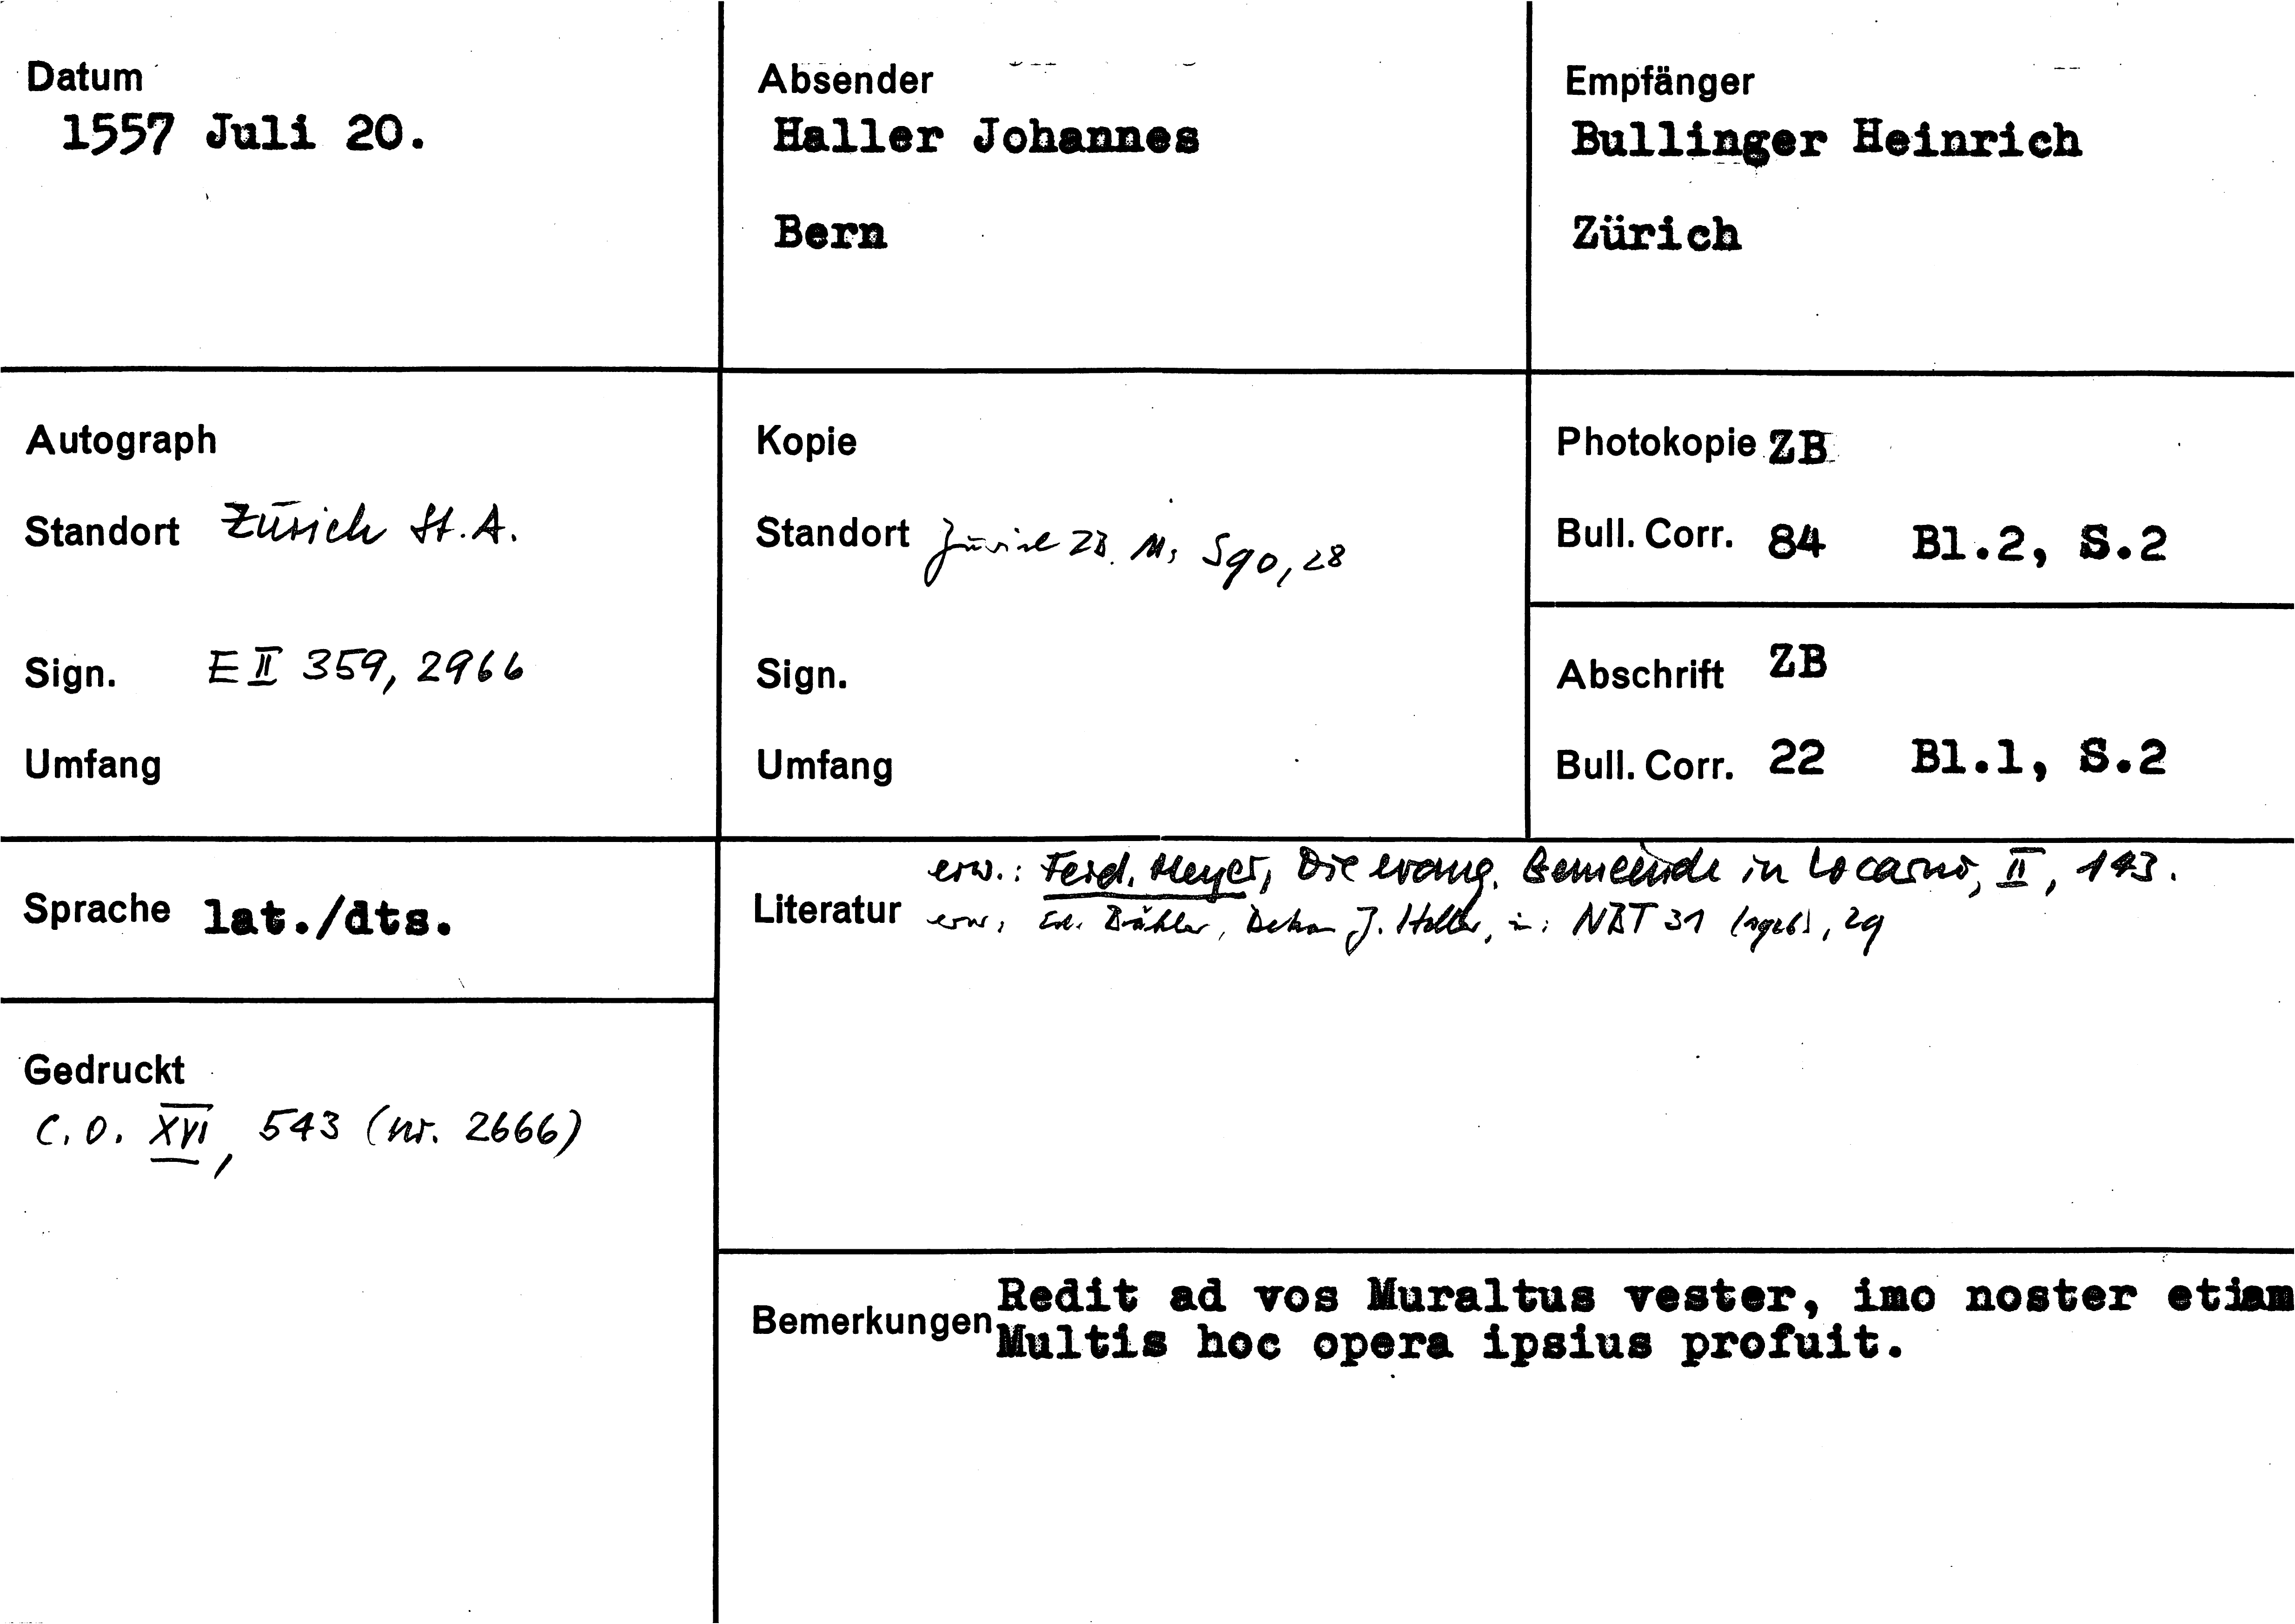 Datum
1557 Juli 20.
Absender
Haller Johannes
Bern
Empfänger
Bullinger Heinrich
Zürich
Autograph
Standort Zürich St.A.
Sign. E II 359, 2966
Umfang
Kopie
Standort Zürich ZB. Ms S 90, 28
Sign.
Umfang
Photokopie ZB
Bull. Corr. 84 Bl.2, S.2
Abschrift ZB
Bull. Corr. 22 Bl.1, S.2
Sprache lat./dts.
erw.: Ferd. Meyer, Die evang. Gemeinde in Locarno, II, 143.
Literatur erw. Ed. Bähler, Dekan J. Haller, in: NBT 31 (1926), 29
Gedruckt
C.O. XVI, 543 (nr. 2666)
Bemerkungen Redit ad vos Muraltus vester, imo noster etiam
Multis hoc opera ipsius profuit.